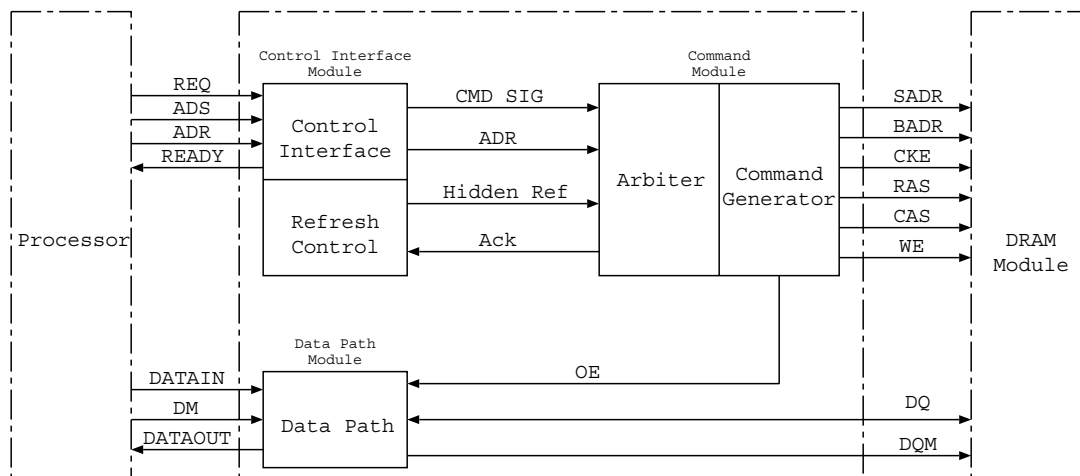 Control Interface
Module
Command
Module
REQ
ADS
ADR
READY
Control
Interface
CMD SIG
ADR
Hidden Ref
Ack
Refresh
Control
Arbiter
Command
Generator
SADR
BADR
CKE
RAS
CAS
WE
Processor
DRAM
Module
Data Path
Module
DATAIN
DM
DATAOUT
Data Path
OE
DQ
DQM